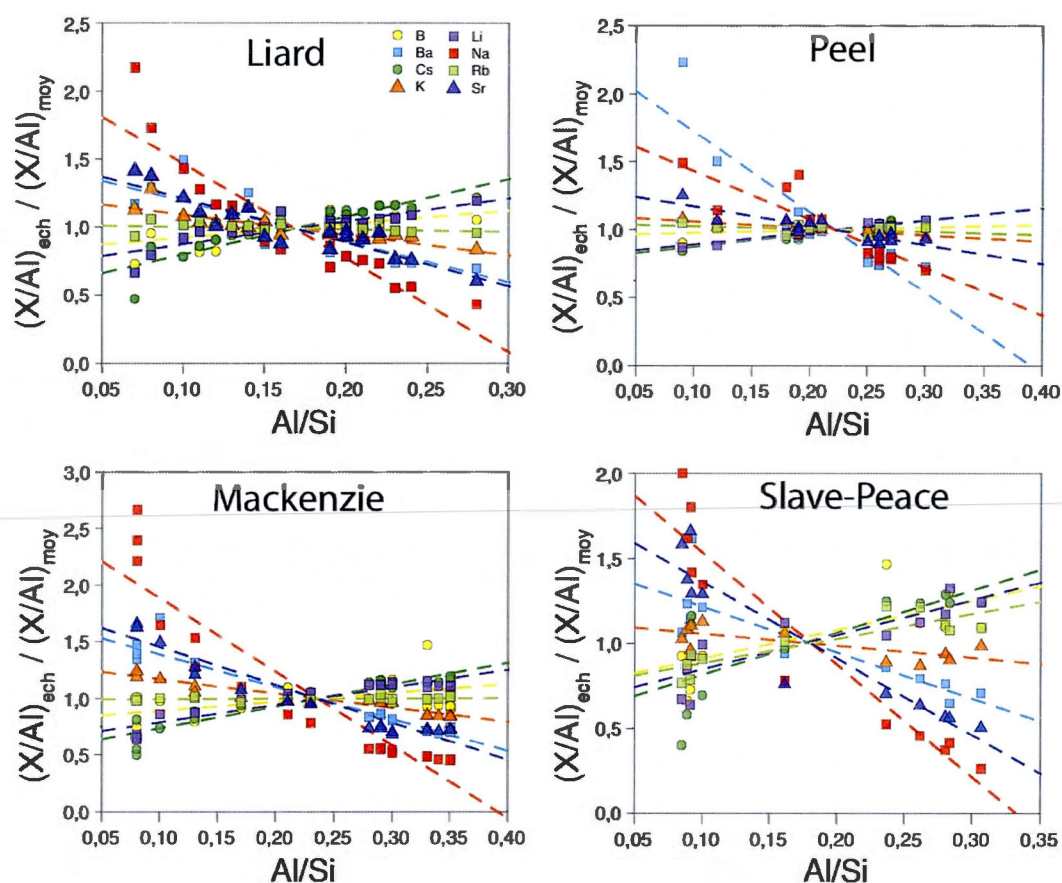 Liard
B Li
Ba Na
Cs Rb
K Sr
(X/Al)ech / (X/Al)moy
2,5
2,0
1,5
1,0
0,5
0,0
0,05 0,10 0,15 0,20 0,25 0,30
Al/Si
Peel
(X/Al)ech / (X/Al)moy
2,5
2,0
1,5
1,0
0,5
0,0
0,05 0,10 0,15 0,20 0,25 0,30 0,35 0,40
Al/Si
Mackenzie
(X/Al)ech / (X/Al)moy
3,0
2,5
2,0
1,5
1,0
0,5
0,0
0,05 0,10 0,15 0,20 0,25 0,30 0,35 0,40
Al/Si
Slave-Peace
(X/Al)ech / (X/Al)moy
2,0
1,5
1,0
0,5
0,0
0,05 0,10 0,15 0,20 0,25 0,30 0,35
Al/Si